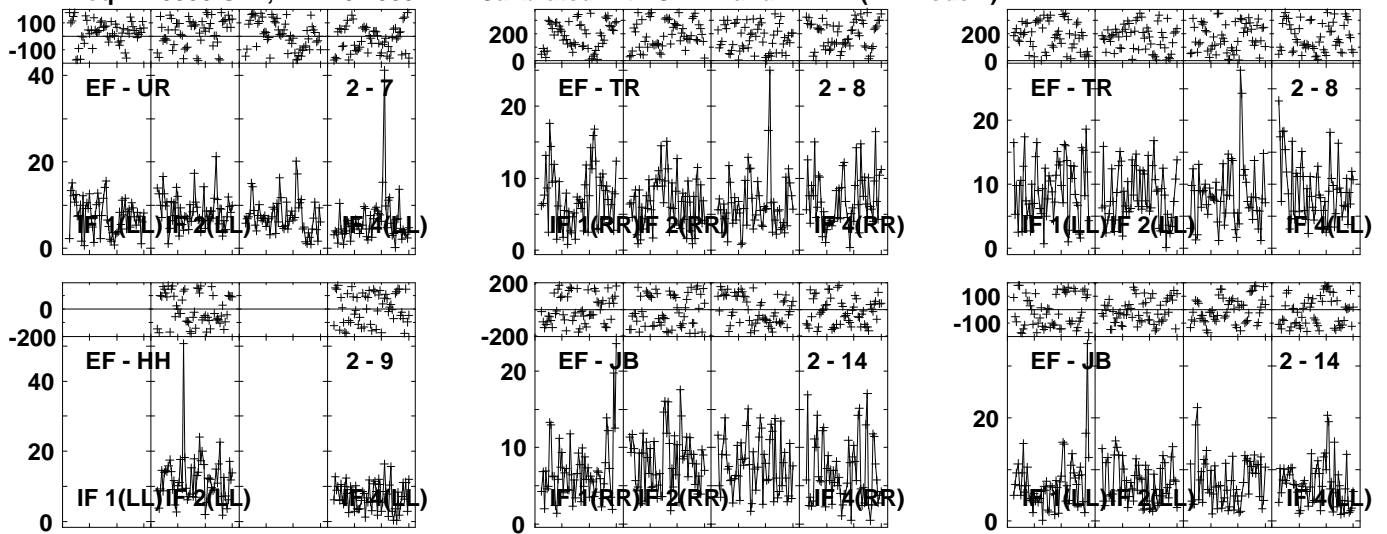 100
-100
40
20
0
EF - UR
2 - 7
IF 1(LL)
IF 2(LL)
IF 4(LL)
200
0
20
10
0
EF - TR
2 - 8
IF 1(RR)
IF 2(RR)
IF 4(RR)
200
0
20
10
0
EF - TR
2 - 8
IF 1(LL)
IF 2(LL)
IF 4(LL)
0
-200
40
20
0
EF - HH
2 - 9
IF 1(LL)
IF 2(LL)
IF 4(LL)
200
0
-200
20
10
0
EF - JB
2 - 14
IF 1(RR)
IF 2(RR)
IF 4(RR)
100
-100
20
0
EF - JB
2 - 14
IF 1(LL)
IF 2(LL)
IF 4(LL)